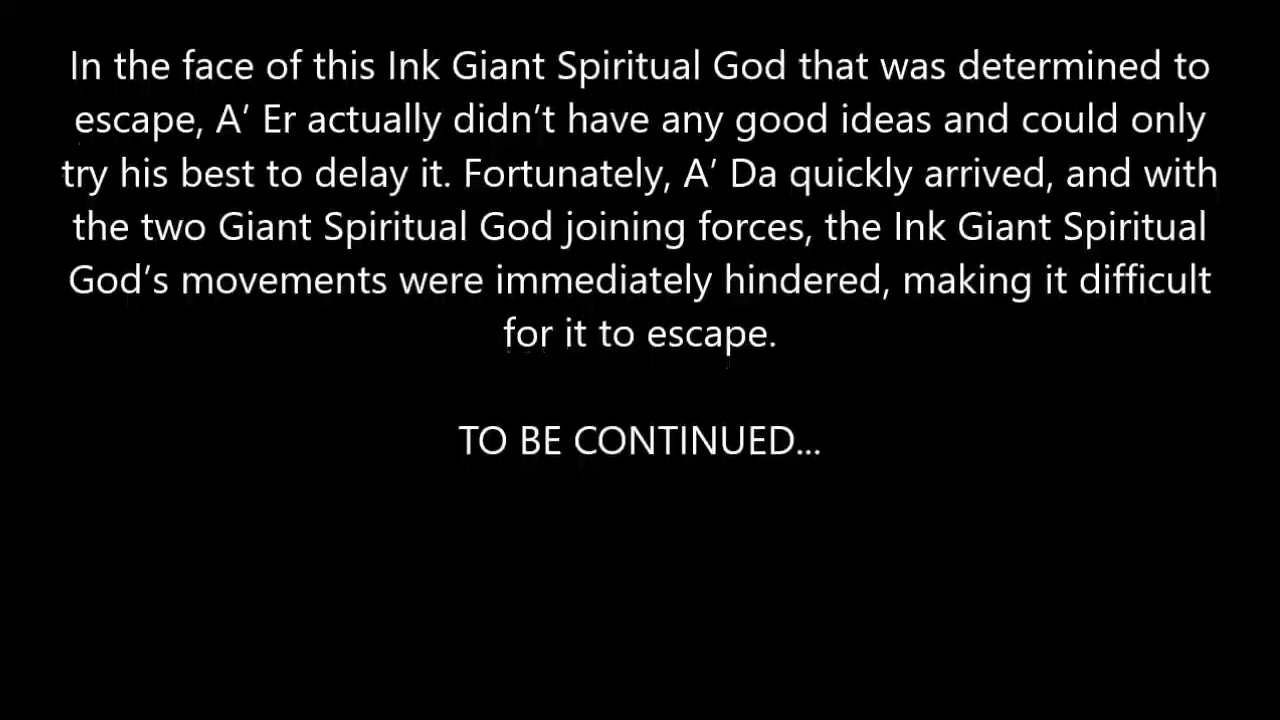 In the face of this Ink Giant Spiritual God that was determined to
escape, A’ Er actually didn’t have any good ideas and could only
try his best to delay it. Fortunately, A’ Da quickly arrived, and with
the two Giant Spiritual God joining forces, the Ink Giant Spiritual
God’s movements were immediately hindered, making it difficult
for it to escape.
TO BE CONTINUED...